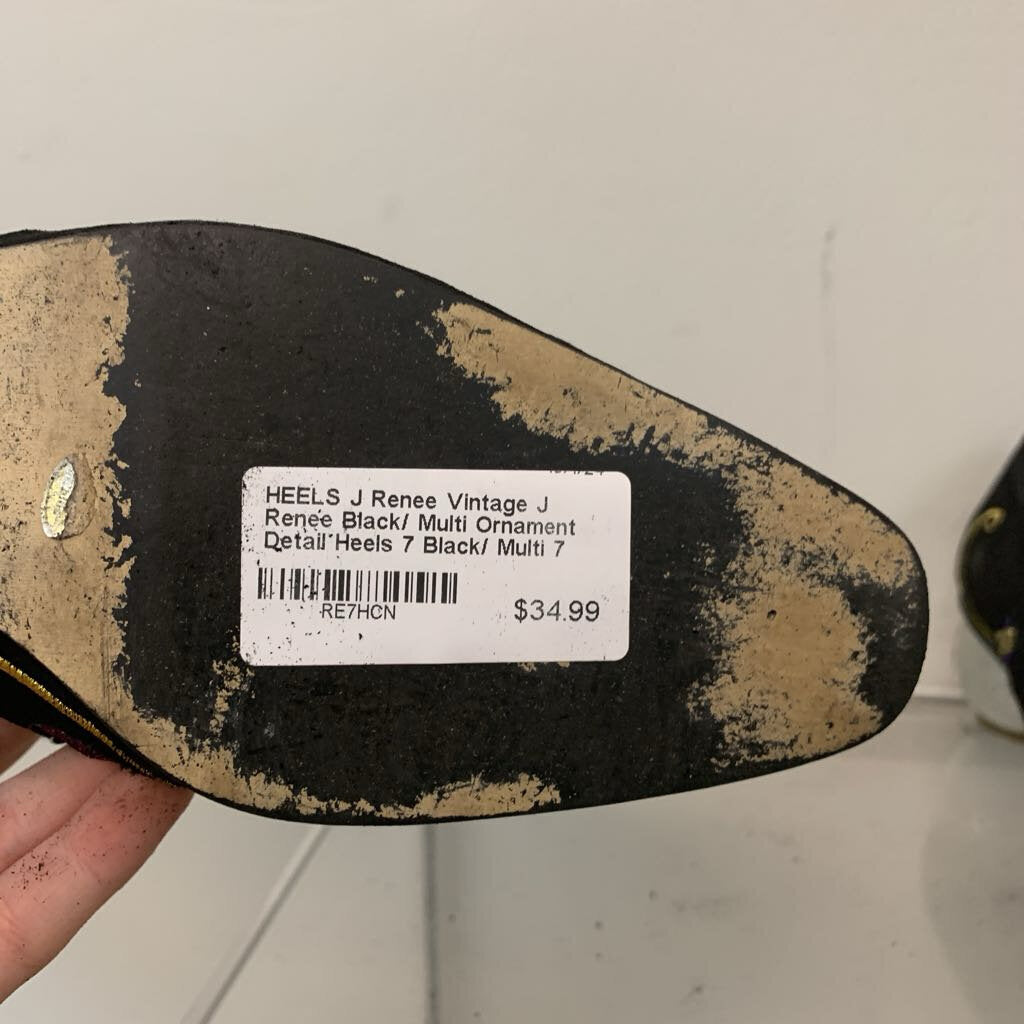 HEELS J Renee Vintage J
Renee Black/ Multi Ornament
Detail Heels 7 Black/ Multi 7
RE7HCN
$34.99